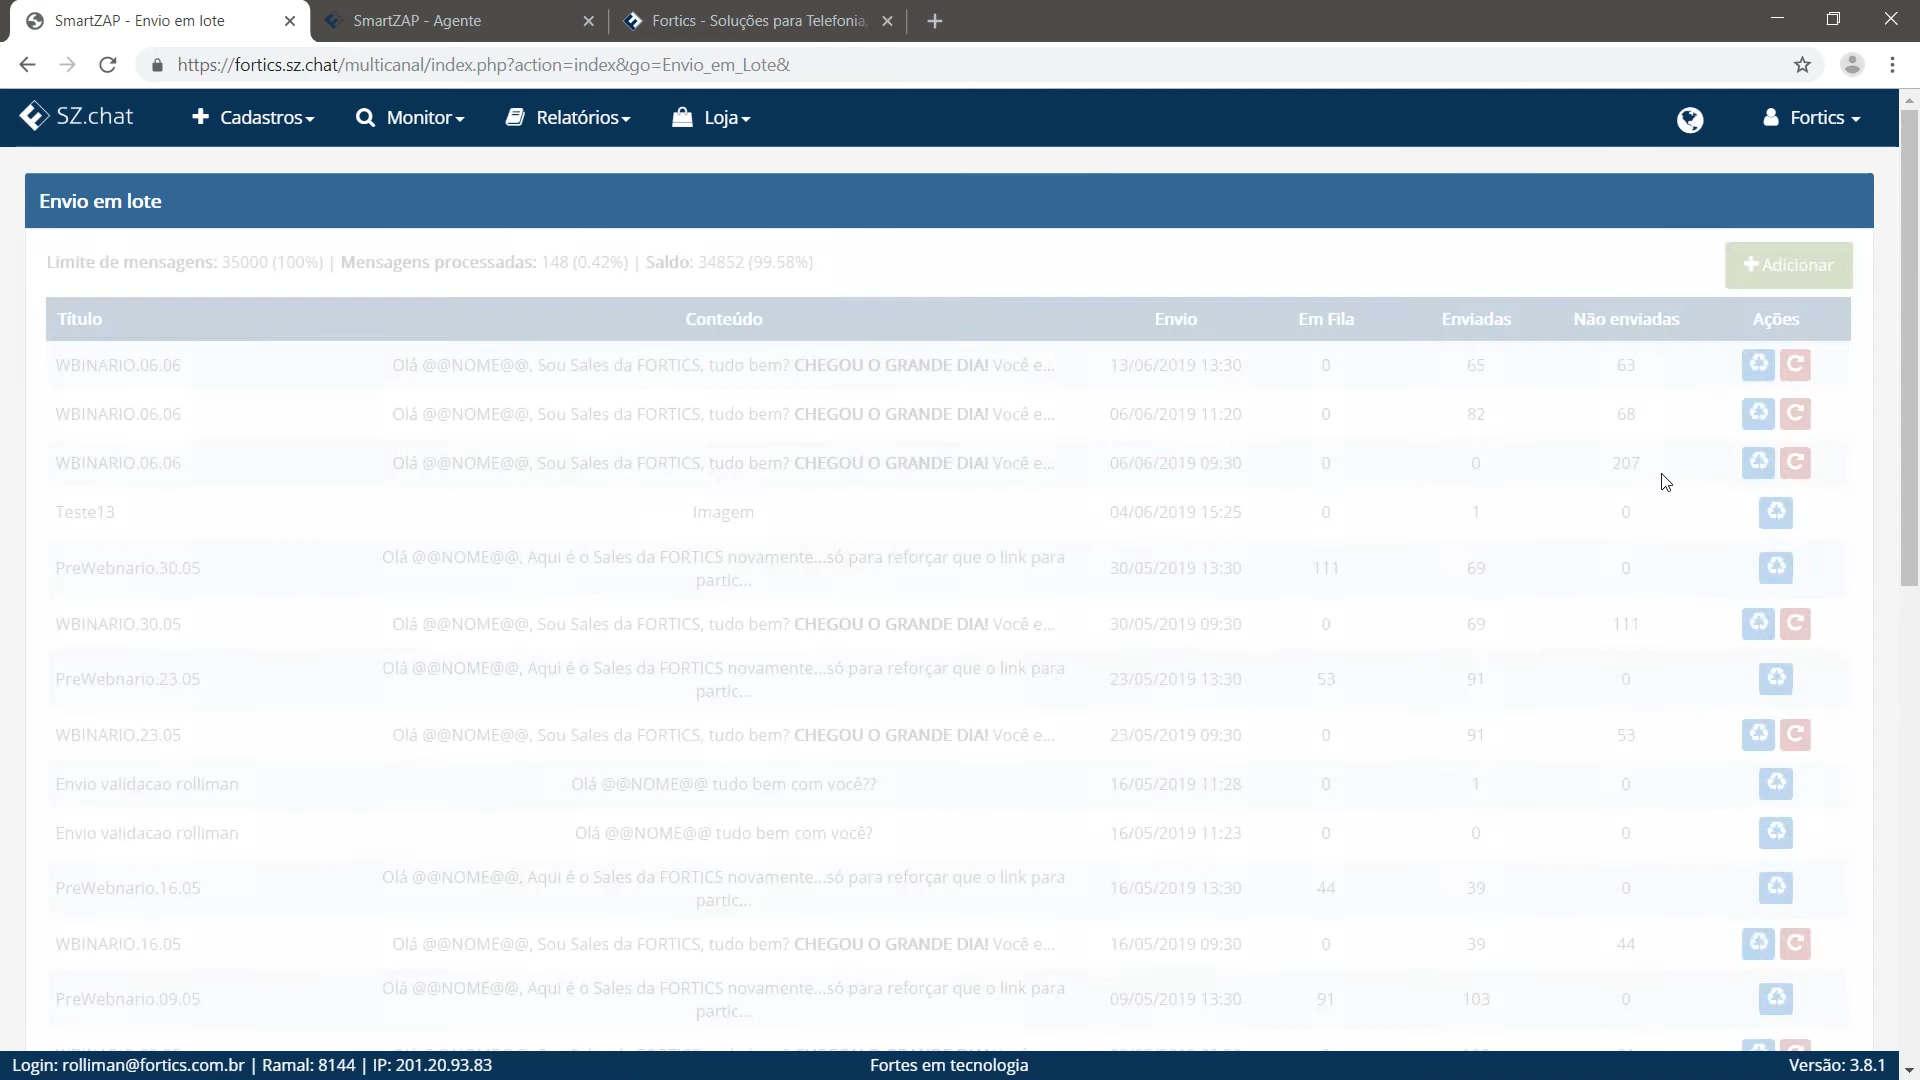 SmartZAP - Envio em lote
SmartZAP - Agente
Fortics - Soluções para Telefonia,
https://fortics.sz.chat/multicanal/index.php?action=index&go=Envio_em_Lote&
SZ.chat Cadastros Monitor Relatórios Loja Fortics
Envio em lote
Limite de mensagens: 35000 (100%) | Mensagens processadas: 148 (0.42%) | Saldo: 34852 (99.58%)
Adicionar
Título Conteúdo Envio Em Fila Enviadas Não enviadas Ações
WBINARIO.06.06 Olá @@NOME@@, Sou Sales da FORTICS, tudo bem? CHEGOU O GRANDE DIA! Você e... 13/06/2019 13:30 0 65 63
WBINARIO.06.06 Olá @@NOME@@, Sou Sales da FORTICS, tudo bem? CHEGOU O GRANDE DIA! Você e... 06/06/2019 11:20 0 82 68
WBINARIO.06.06 Olá @@NOME@@, Sou Sales da FORTICS, tudo bem? CHEGOU O GRANDE DIA! Você e... 06/06/2019 09:30 0 0 207
Teste13 Imagem 04/06/2019 15:25 0 1 0
PreWebnario.30.05 Olá @@NOME@@, Aqui é o Sales da FORTICS novamente...só para reforçar que o link para
partic... 30/05/2019 13:30 111 69 0
WBINARIO.30.05 Olá @@NOME@@, Sou Sales da FORTICS, tudo bem? CHEGOU O GRANDE DIA! Você e... 30/05/2019 09:30 0 69 111
PreWebnario.23.05 Olá @@NOME@@, Aqui é o Sales da FORTICS novamente...só para reforçar que o link para
partic... 23/05/2019 13:30 53 91 0
WBINARIO.23.05 Olá @@NOME@@, Sou Sales da FORTICS, tudo bem? CHEGOU O GRANDE DIA! Você e... 23/05/2019 09:30 0 91 53
Envio validacao rolliman Olá @@NOME@@ tudo bem com você?? 16/05/2019 11:28 0 1 0
Envio validacao rolliman Olá @@NOME@@ tudo bem com você? 16/05/2019 11:23 0 0 0
PreWebnario.16.05 Olá @@NOME@@, Aqui é o Sales da FORTICS novamente...só para reforçar que o link para
partic... 16/05/2019 13:30 44 39 0
WBINARIO.16.05 Olá @@NOME@@, Sou Sales da FORTICS, tudo bem? CHEGOU O GRANDE DIA! Você e... 16/05/2019 09:30 0 39 44
PreWebnario.09.05 Olá @@NOME@@, Aqui é o Sales da FORTICS novamente...só para reforçar que o link para
partic... 09/05/2019 13:30 91 103 0
Login: rolliman@fortics.com.br | Ramal: 8144 | IP: 201.20.93.83 Fortes em tecnologia Versão: 3.8.1